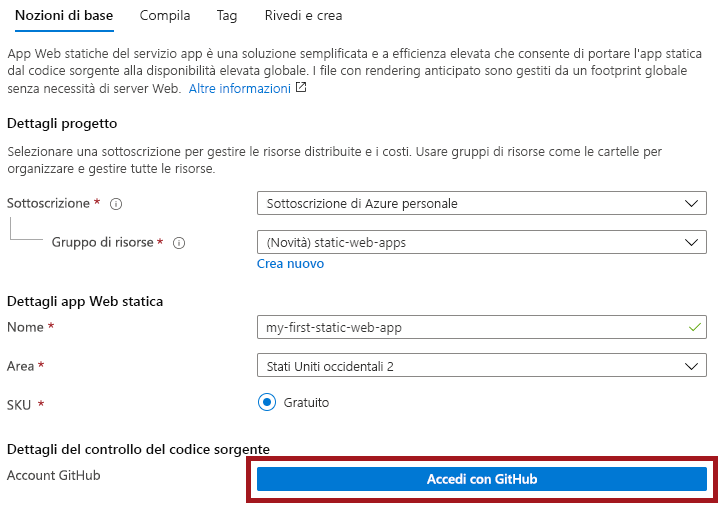 Nozioni di base Compila Tag Rivedi e crea
App Web statiche del servizio app è una soluzione semplificata e a efficienza elevata che consente di portare l'app statica
dal codice sorgente alla disponibilità elevata globale. I file con rendering anticipato sono gestiti da un footprint globale
senza necessità di server Web. Altre informazioni
Dettagli progetto
Selezionare una sottoscrizione per gestire le risorse distribuite e i costi. Usare gruppi di risorse come le cartelle per
organizzare e gestire tutte le risorse.
Sottoscrizione * Sottoscrizione di Azure personale
Gruppo di risorse * (Novità) static-web-apps
Crea nuovo
Dettagli app Web statica
Nome * my-first-static-web-app
Area * Stati Uniti occidentali 2
SKU * Gratuito
Dettagli del controllo del codice sorgente
Account GitHub Accedi con GitHub